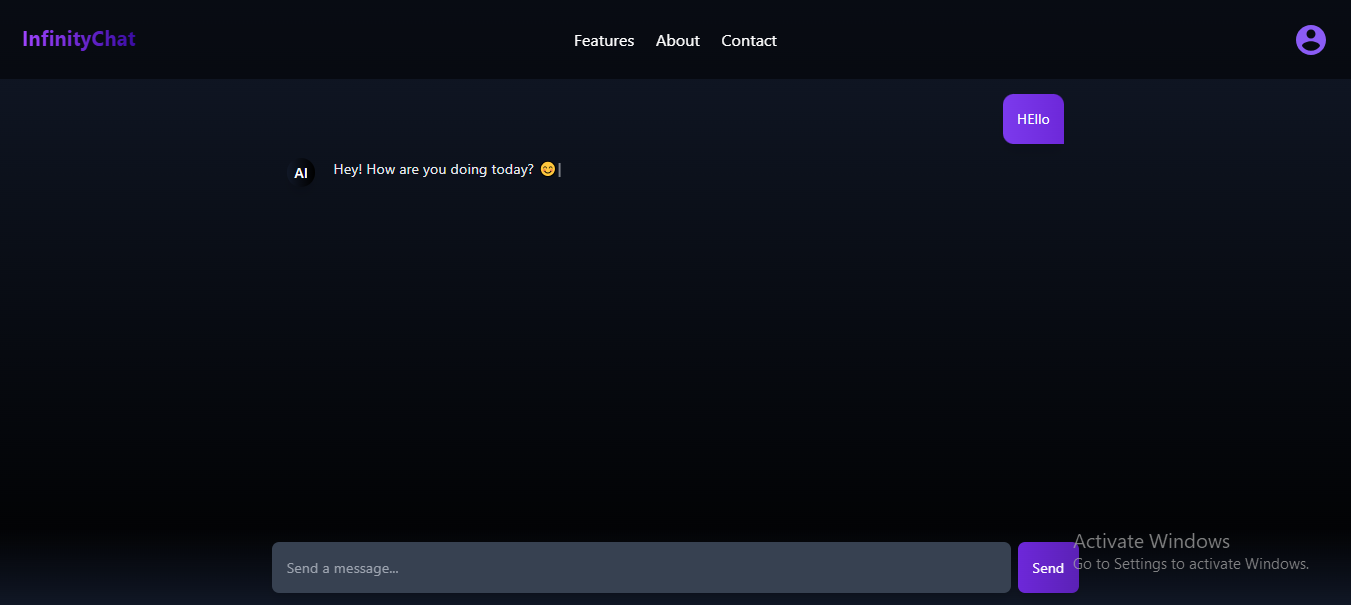 InfinityChat
Features About Contact
HEllo
AI
Hey! How are you doing today? 😊|
Send a message...
Send
Activate Windows
Go to Settings to activate Windows.